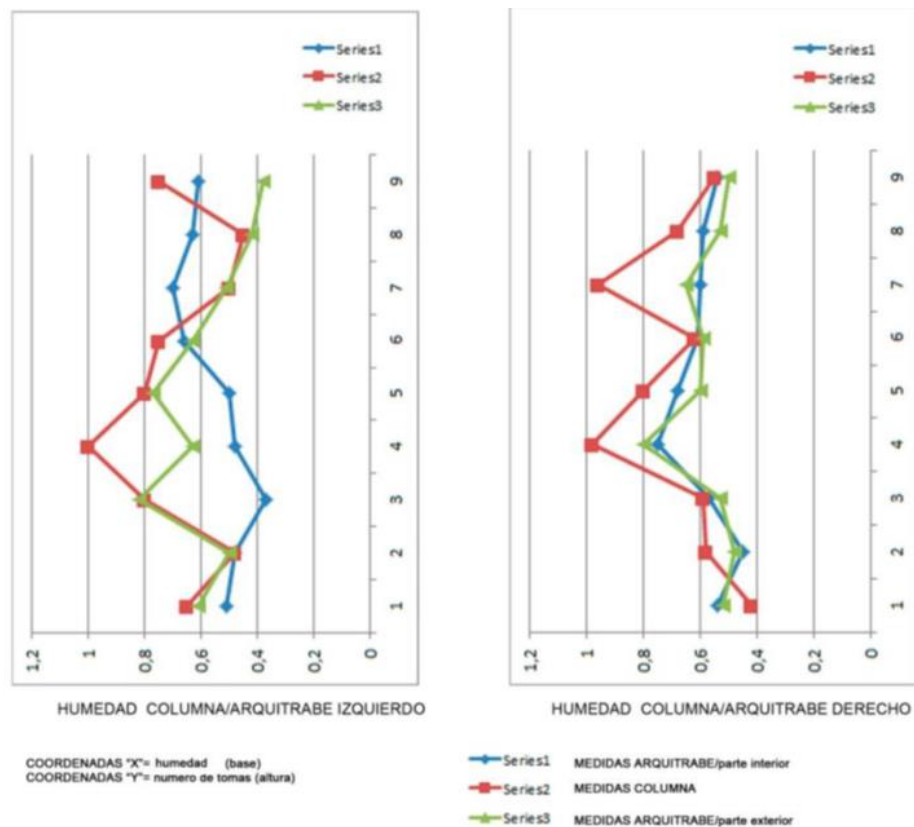 Series1
Series2
Series3
9
8
7
6
5
4
3
2
1
1,2
1
0,8
0,6
0,4
0,2
0
HUMEDAD COLUMNA/ARQUITRABE IZQUIERDO
Series1
Series2
Series3
9
8
7
6
5
4
3
2
1
1,2
1
0,8
0,6
0,4
0,2
0
HUMEDAD COLUMNA/ARQUITRABE DERECHO
COORDENADAS "X"= humedad (base)
COORDENADAS "Y"= numero de tomas (altura)
Series1 MEDIDAS ARQUITRABE/parte interior
Series2 MEDIDAS COLUMNA
Series3 MEDIDAS ARQUITRABE/parte exterior